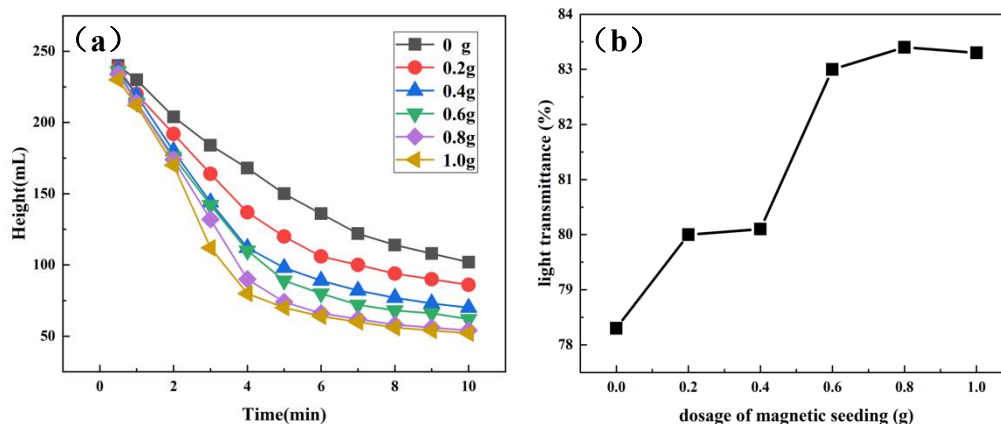 (a)
250
200
150
100
50
0
2
4
6
8
10
Height(mL)
Time(min)
0 g
0.2g
0.4g
0.6g
0.8g
1.0g
(b)
84
83
82
81
80
79
78
0.0
0.2
0.4
0.6
0.8
1.0
light transmittance (%)
dosage of magnetic seeding (g)